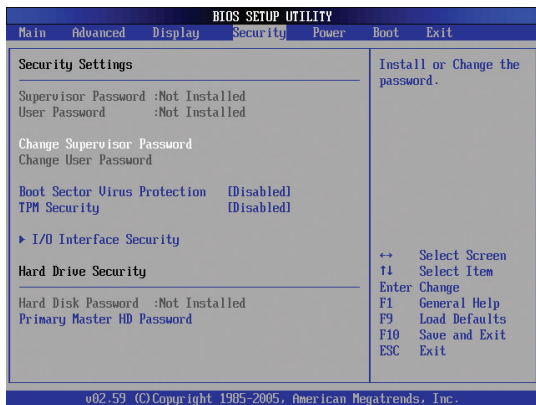 BIOS SETUP UTILITY
Main Advanced Display Security Power Boot Exit
Security Settings
Supervisor Password :Not Installed
User Password :Not Installed
Change Supervisor Password
Change User Password
Boot Sector Virus Protection [Disabled]
TPM Security [Disabled]
▶ I/O Interface Security
Hard Drive Security
Hard Disk Password :Not Installed
Primary Master HD Password
Install or Change the
password.
↔ Select Screen
↑↓ Select Item
Enter Change
F1 General Help
F9 Load Defaults
F10 Save and Exit
ESC Exit
v02.59 (C)Copyright 1985-2005, American Megatrends, Inc.